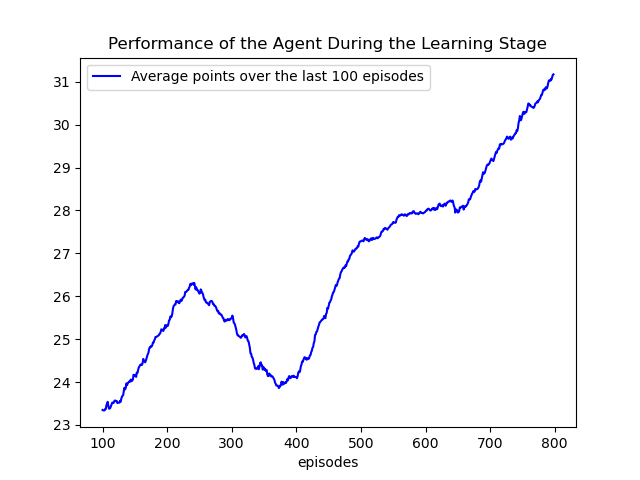 Performance of the Agent During the Learning Stage
Average points over the last 100 episodes
31
30
29
28
27
26
25
24
23
100 200 300 400 500 600 700 800
episodes